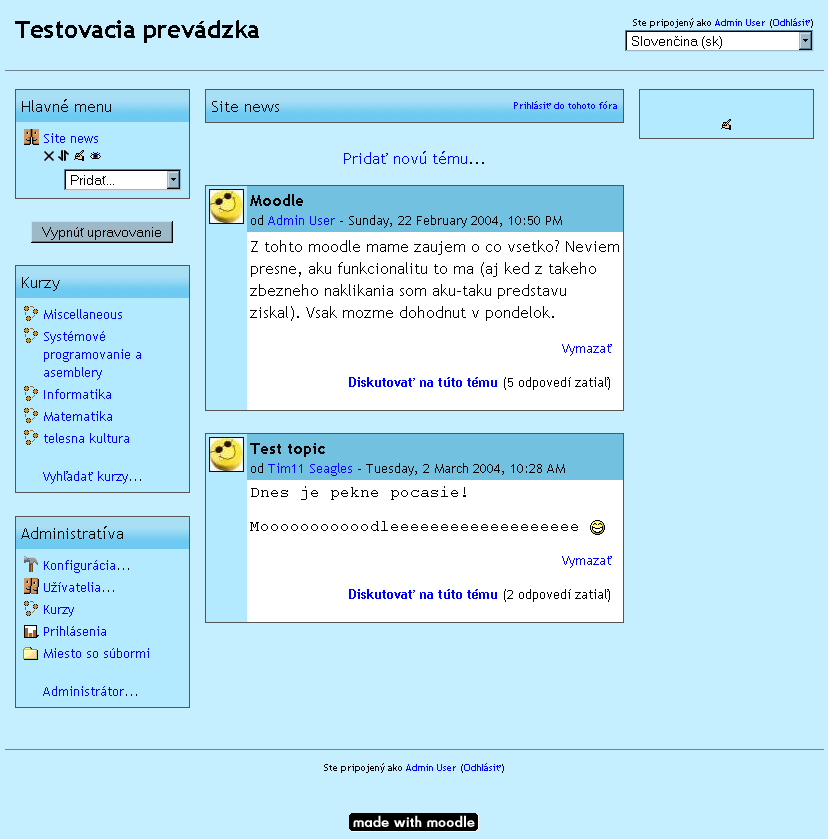 Testovacia prevádzka
Ste pripojený ako Admin User (Odhlásiť)
Slovenčina (sk)
Hlavné menu
Site news
Pridať...
Vypnúť upravovanie
Kurzy
Miscellaneous
Systémové
programovanie a
asemblery
Informatika
Matematika
telesna kultura
Vyhľadať kurzy...
Administratíva
Konfigurácia...
Užívatelia...
Kurzy
Prihlásenia
Miesto so súbormi
Administrátor...
Site news
Prihlásiť do tohoto fóra
Pridať novú tému...
Moodle
od Admin User - Sunday, 22 February 2004, 10:50 PM
Z tohto moodle mame zaujem o co vsetko? Neviem
presne, aku funkcionalitu to ma (aj ked z takeho
zbezneho naklikania som aku-taku predstavu
ziskal). Vsak mozme dohodnut v pondelok.
Vymazať
Diskutovať na túto tému (5 odpovedí zatiaľ)
Test topic
od Tim11 Seagles - Tuesday, 2 March 2004, 10:28 AM
Dnes je pekne pocasie!
Mooooooooooodleeeeeeeeeeeeeeeeeee
Vymazať
Diskutovať na túto tému (2 odpovedí zatiaľ)
Ste pripojený ako Admin User (Odhlásiť)
made with moodle